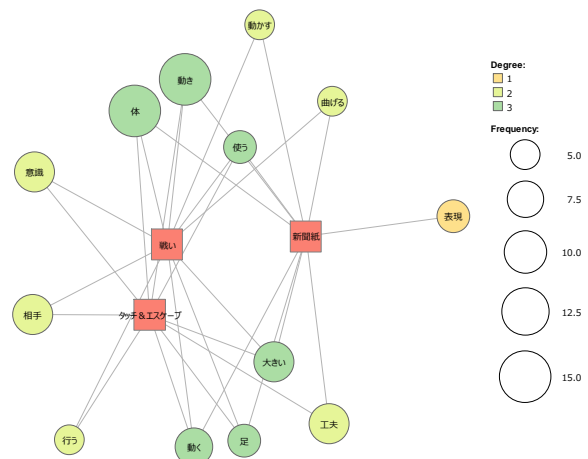 動かす
動き
体
曲げる
使う
意識
表現
新聞紙
戦い
相手
タッチ＆エスケープ
大きい
工夫
行う
動く
足
Degree:
1
2
3
Frequency:
5.0
7.5
10.0
12.5
15.0